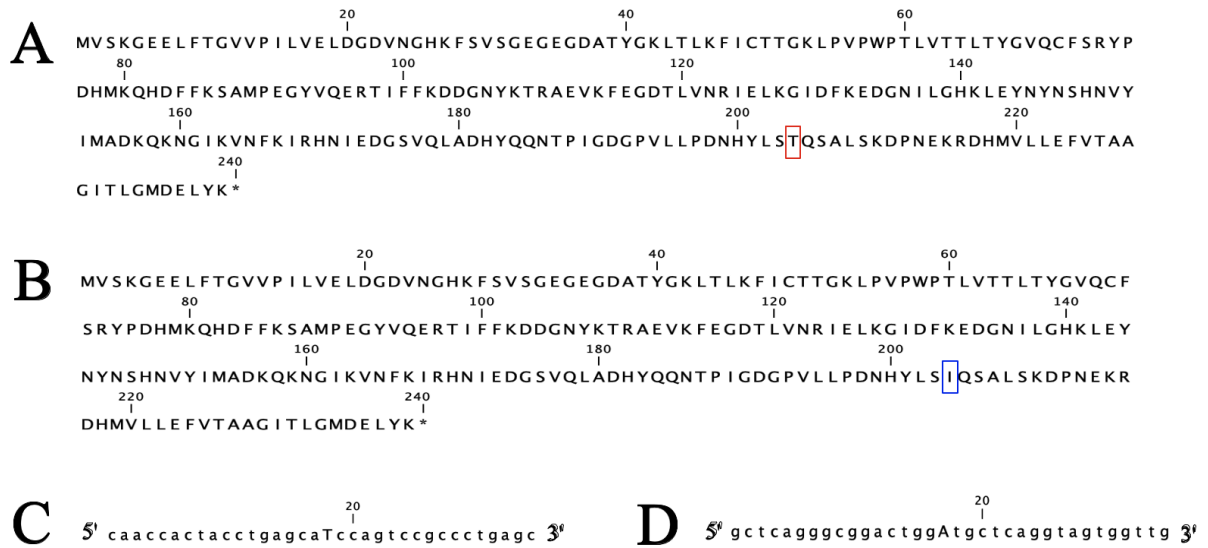 20 40 60
A MVSKGEELFTGVVPILVELDGDVNGHKFSVSGEGEGDATYGKLTLKFICTTGKLPVPWPTLVTTLTYGVQCFSRYP
80 100 120 140
DHMKQHDFFKSAMPEGYVQERTIFFKDDGNYKTRAEVKFEGDTLVNRIELKGIDFKEDGNILGHKLEYNYNSHNVY
160 180 200 220
IMADKQKNGIKVNFKIRHNIEDGSVQLADHYQQNTPIGDGPVLLPDNHYLSTQSALSKDPNEKRDHMVLLEFVTAA
240
GITLGMDELYK*
20 40 60
B MVSKGEELFTGVVPILVELDGDVNGHKFSVSGEGEGDATYGKLTLKFICTTGKLPVPWPTLVTTLTYGVQCF
80 100 120 140
SRYPDHMKQHDFFKSAMPEGYVQERTIFFKDDGNYKTRAEVKFEGDTLVNRIELKGIDFKEDGNILGHKLEY
160 180 200
NYNSHNVYIMADKQKNGIKVNFKIRHNIEDGSVQLADHYQQNTPIGDGPVLLPDNHYLSIQSALSKDPNEKR
220 240
DHMVLLEFVTAAGITLGMDELYK*
20
C 5' caaccactacctgagcaTccagtccgccctgagc 3'
20
D 5' gctcagggcggactggAtgctcaggtagtggttg 3'